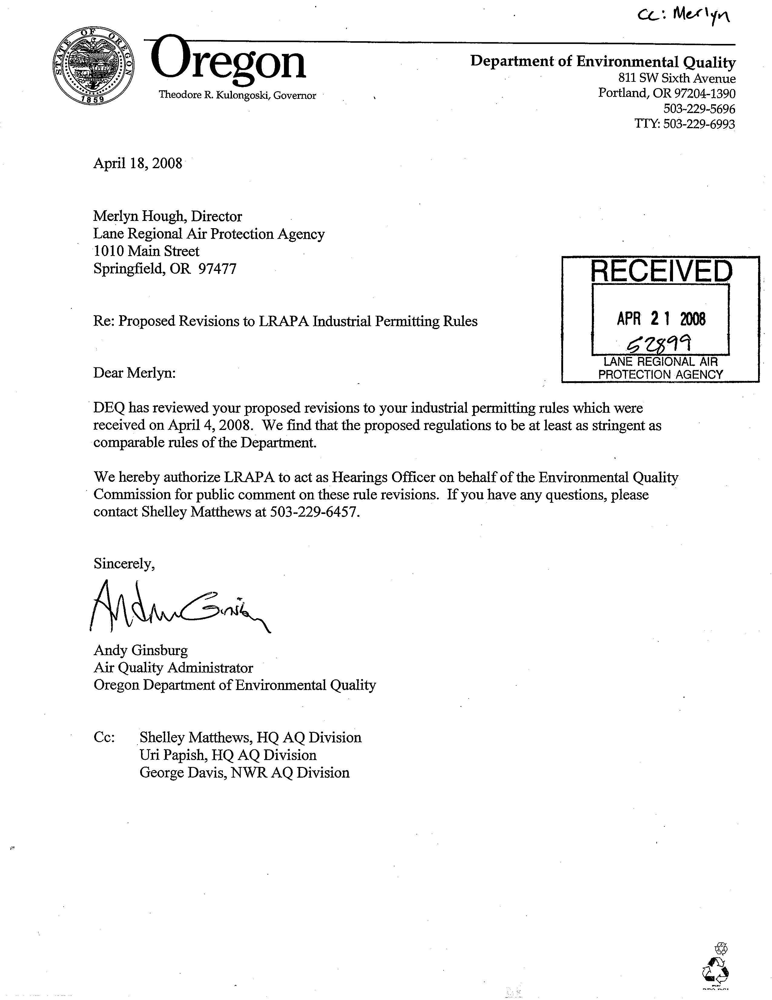 cc: Merlyn
STATE OF OREGON
1859
Oregon
Theodore R. Kulongoski, Governor
Department of Environmental Quality
811 SW Sixth Avenue
Portland, OR 97204-1390
503-229-5696
TTY: 503-229-6993
April 18, 2008
Merlyn Hough, Director
Lane Regional Air Protection Agency
1010 Main Street
Springfield, OR 97477
RECEIVED
APR 21 2008
52899
LANE REGIONAL AIR
PROTECTION AGENCY
Re: Proposed Revisions to LRAPA Industrial Permitting Rules
Dear Merlyn:
DEQ has reviewed your proposed revisions to your industrial permitting rules which were
received on April 4, 2008. We find that the proposed regulations to be at least as stringent as
comparable rules of the Department.
We hereby authorize LRAPA to act as Hearings Officer on behalf of the Environmental Quality
Commission for public comment on these rule revisions. If you have any questions, please
contact Shelley Matthews at 503-229-6457.
Sincerely,
Andy Ginsburg
Air Quality Administrator
Oregon Department of Environmental Quality
Cc: Shelley Matthews, HQ AQ Division
Uri Papish, HQ AQ Division
George Davis, NWR AQ Division